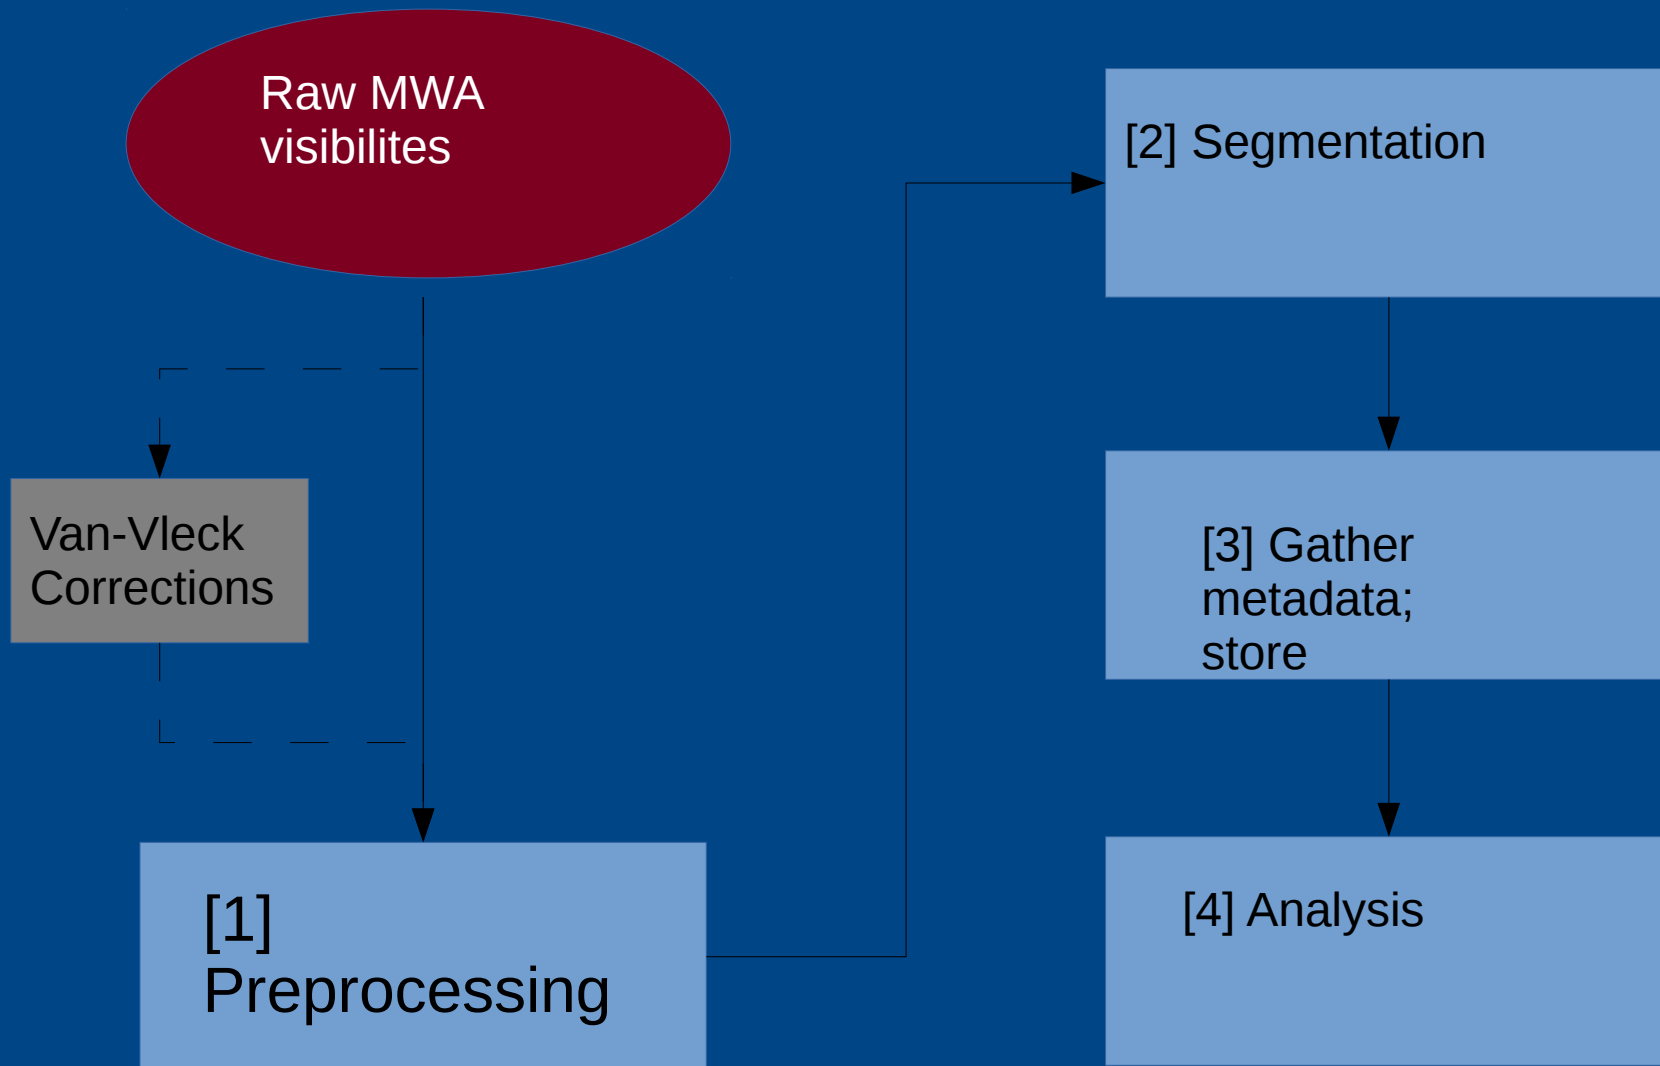 Raw MWA
visibilites
Van-Vleck
Corrections
[1]
Preprocessing
[2] Segmentation
[3] Gather
metadata;
store
[4] Analysis